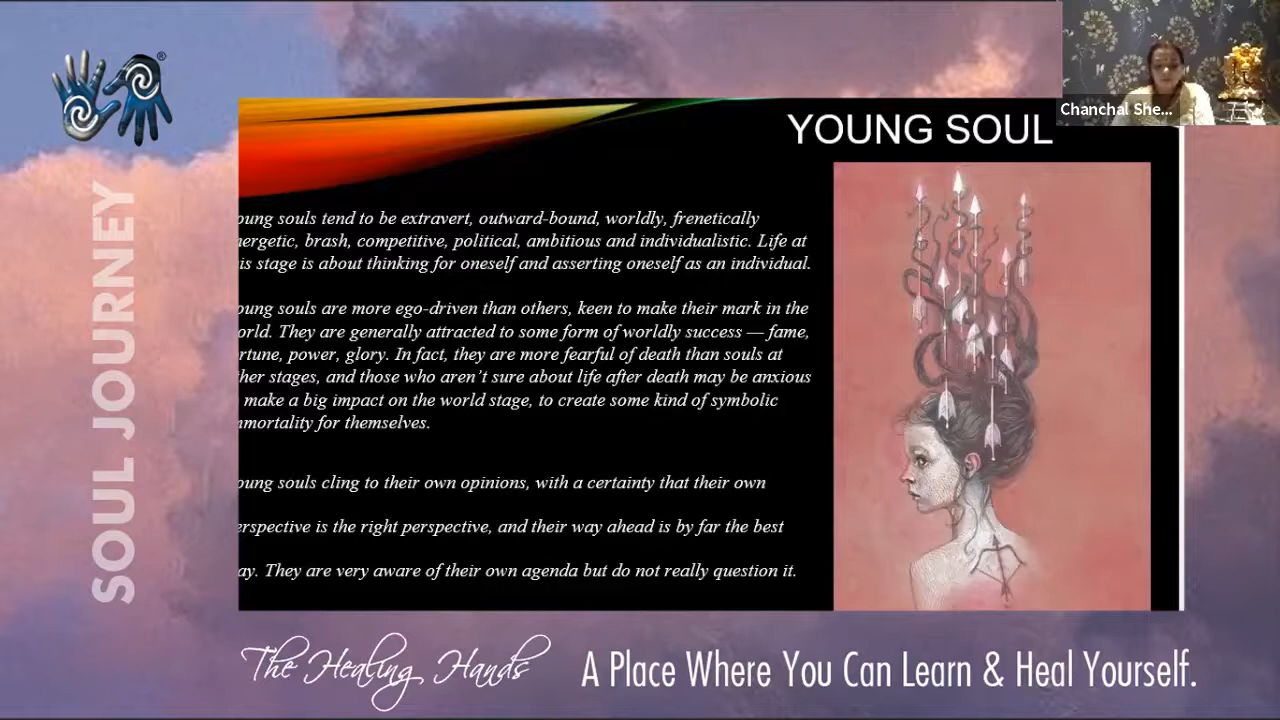 ®
Chanchal She...
YOUNG SOUL
SOUL JOURNEY
oung souls tend to be extravert, outward-bound, worldly, frenetically
nergetic, brash, competitive, political, ambitious and individualistic. Life at
is stage is about thinking for oneself and asserting oneself as an individual.
oung souls are more ego-driven than others, keen to make their mark in the
orld. They are generally attracted to some form of worldly success — fame,
rtune, power, glory. In fact, they are more fearful of death than souls at
her stages, and those who aren't sure about life after death may be anxious
make a big impact on the world stage, to create some kind of symbolic
mmortality for themselves.
oung souls cling to their own opinions, with a certainty that their own
erspective is the right perspective, and their way ahead is by far the best
ay. They are very aware of their own agenda but do not really question it.
The Healing Hands
A Place Where You Can Learn & Heal Yourself.